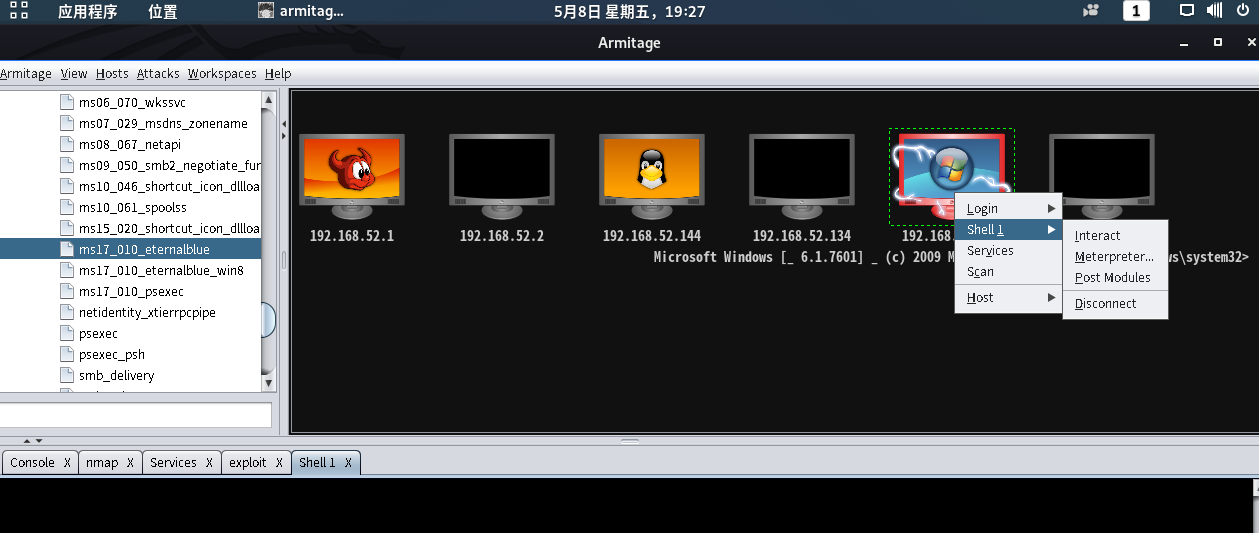 应用程序 位置 armitag... 5月8日 星期五，19:27 1
Armitage
Armitage View Hosts Attacks Workspaces Help
ms06_070_wkssvc
ms07_029_msdns_zonename
ms08_067_netapi
ms09_050_smb2_negotiate_fur
ms10_046_shortcut_icon_dllloa
ms10_061_spoolss
ms15_020_shortcut_icon_dllloa
ms17_010_eternalblue
ms17_010_eternalblue_win8
ms17_010_psexec
netidentity_xtierrpcpipe
psexec
psexec_psh
smb_delivery
192.168.52.1 192.168.52.2 192.168.52.144 192.168.52.134 192.168.
Microsoft Windows [_ 6.1.7601] _ (c) 2009 M
ws\system32>
Login
Shell 1
Services
Scan
Host
Interact
Meterpreter...
Post Modules
Disconnect
Console X nmap X Services X exploit X Shell 1 X